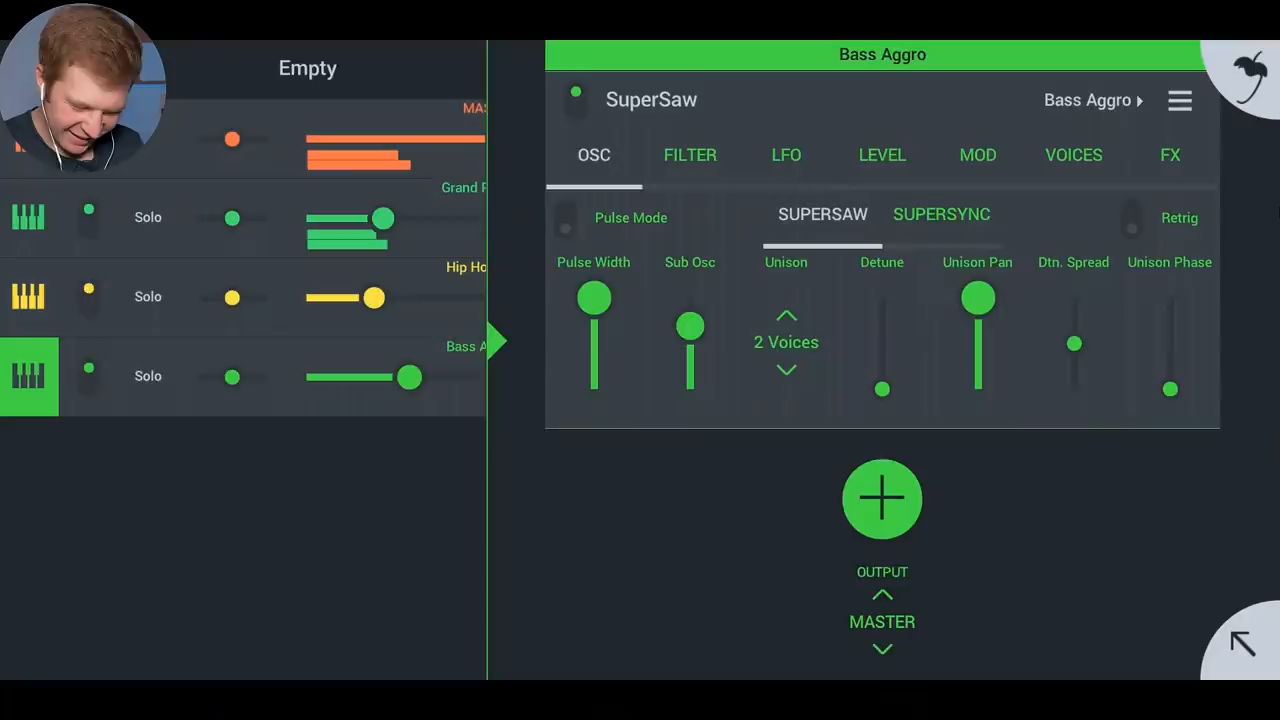 Empty
Bass Aggro
SuperSaw
Bass Aggro
OSC FILTER LFO LEVEL MOD VOICES FX
MA
Grand
Solo
Pulse Mode
SUPERSAW SUPERSYNC
Retrig
Pulse Width Sub Osc Unison Detune Unison Pan Dtn. Spread Unison Phase
Hip Ho
Solo
2 Voices
Bass A
Solo
OUTPUT
MASTER